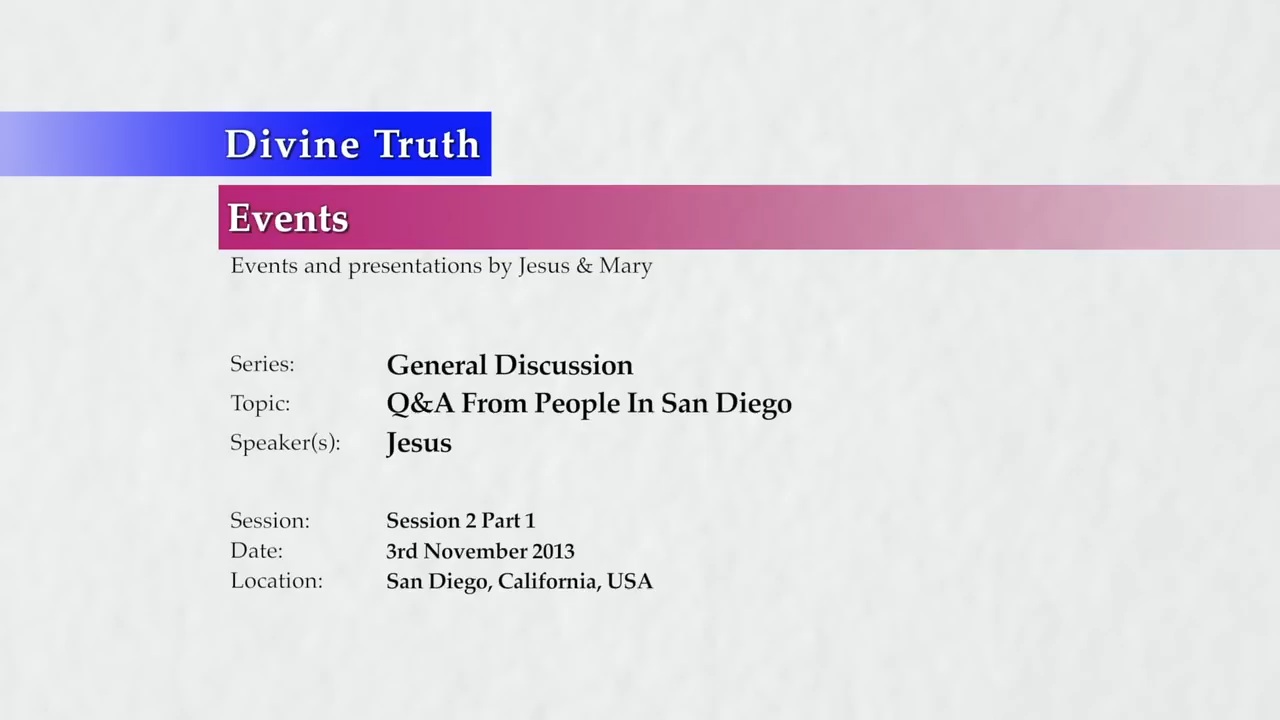 Divine Truth
Events
Events and presentations by Jesus & Mary
Series: General Discussion
Topic: Q&A From People In San Diego
Speaker(s): Jesus
Session: Session 2 Part 1
Date: 3rd November 2013
Location: San Diego, California, USA